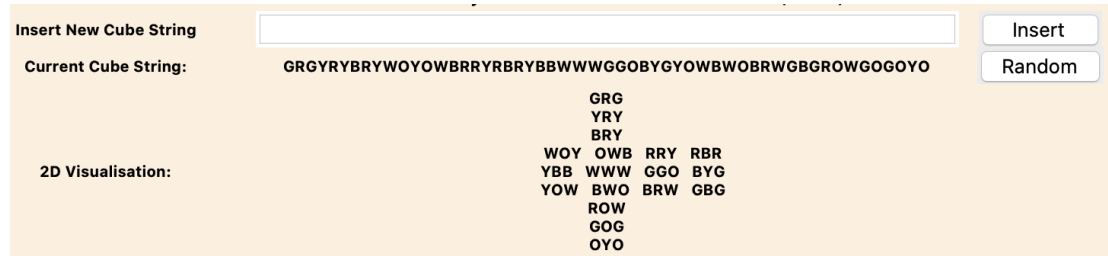 Insert New Cube String Insert
Current Cube String: GRGYRYBRYWOYOWBRRYRBRYBBWWWGGOBYGYOWBWOBRWGBGROWGOGOYO Random
GRG
YRY
BRY
WOY OWB RRY RBR
2D Visualisation: YBB WWW GGO BYG
YOW BWO BRW GBG
ROW
GOG
OYO